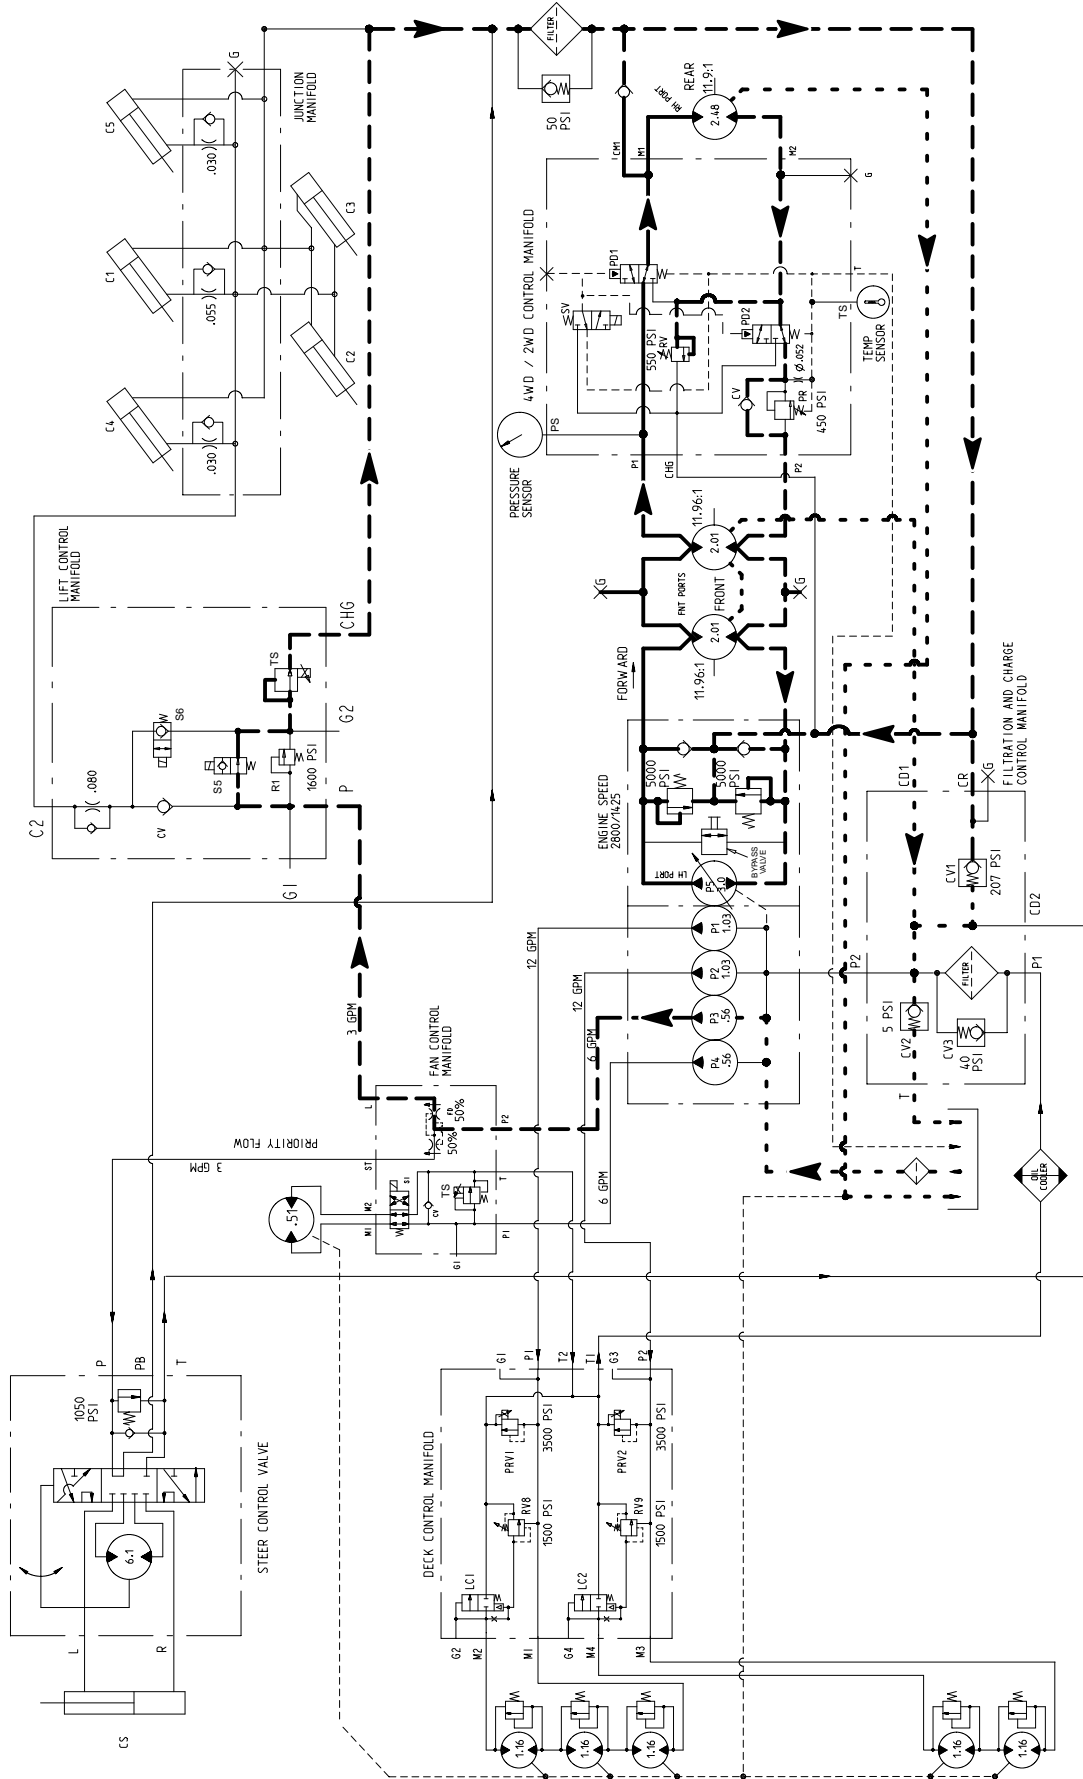 C5
JUNCTION
MANIFOLD
.030
G
C1
.055
C3
C2
C4
.030
FILTER
50
PSI
REAR
11.9:1
RH PORT
2.48
CM1
M1
M2
G
4WD / 2WD CONTROL MANIFOLD
PD1
SV
550 PSI
RV
PD2
Ø.052
CV
PR
450 PSI
T
TS
TEMP
SENSOR
PS
PRESSURE
SENSOR
P1
CHG
P2
LIFT CONTROL
MANIFOLD
CHG
TS
S6
G2
S5
R1
1600 PSI
P
.080
C2
CV
G1
11.96:1
2.01
G
FNT PORTS
FRONT
G
2.01
11.96:1
FORWARD
ENGINE SPEED
2800/1425
5000
PSI
5000
PSI
BYPASS
VALVE
LH PORT
P5
3.0
P1
1.03
P2
1.03
P3
.56
P4
.56
12 GPM
12 GPM
6 GPM
6 GPM
3 GPM
FILTRATION AND CHARGE
CONTROL MANIFOLD
CD1
CR
G
CV1
207 PSI
CD2
P2
FILTER
P1
5 PSI
CV2
CV3
40
PSI
T
OIL
COOLER
FAN CONTROL
MANIFOLD
PRIORITY FLOW
3 GPM
L
FD
50%
50%
P2
ST
S1
M2
M1
TS
CV
T
P1
G1
.51
P
PB
T
1050
PSI
STEER CONTROL VALVE
6.1
L
R
CS
DECK CONTROL MANIFOLD
G1
P1
T2
T1
G3
P2
PRV1
3500 PSI
PRV2
3500 PSI
RV8
1500 PSI
RV9
1500 PSI
LC1
LC2
G2
M2
M1
G4
M4
M3
1.16
1.16
1.16
1.16
1.16